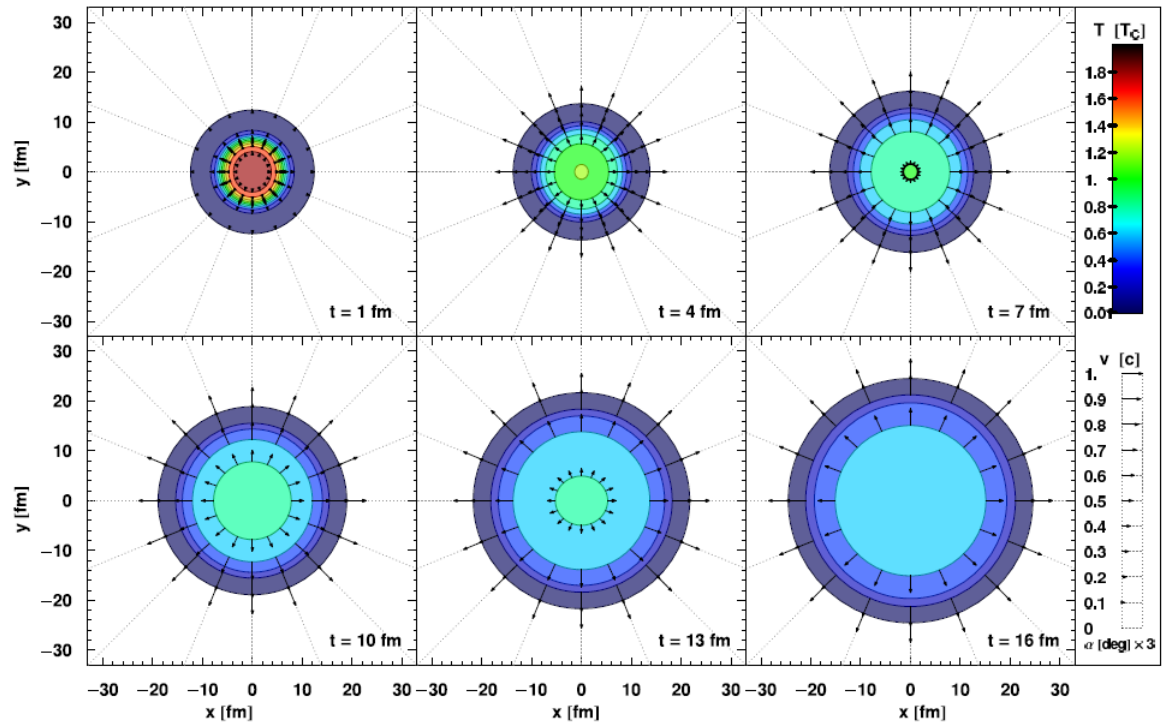 30
20
10
0
−10
−20
−30
y [fm]
t = 1 fm
t = 4 fm
t = 7 fm
T [T_C]
1.8
1.6
1.4
1.2
1.0
0.8
0.6
0.4
0.2
0.0
30
20
10
0
−10
−20
−30
y [fm]
t = 10 fm
t = 13 fm
t = 16 fm
v [c]
1.
0.9
0.8
0.7
0.6
0.5
0.4
0.3
0.2
0.1
0
α [deg] × 3
−30 −20 −10 0 10 20 30
−30 −20 −10 0 10 20 30
−30 −20 −10 0 10 20 30
x [fm]
x [fm]
x [fm]